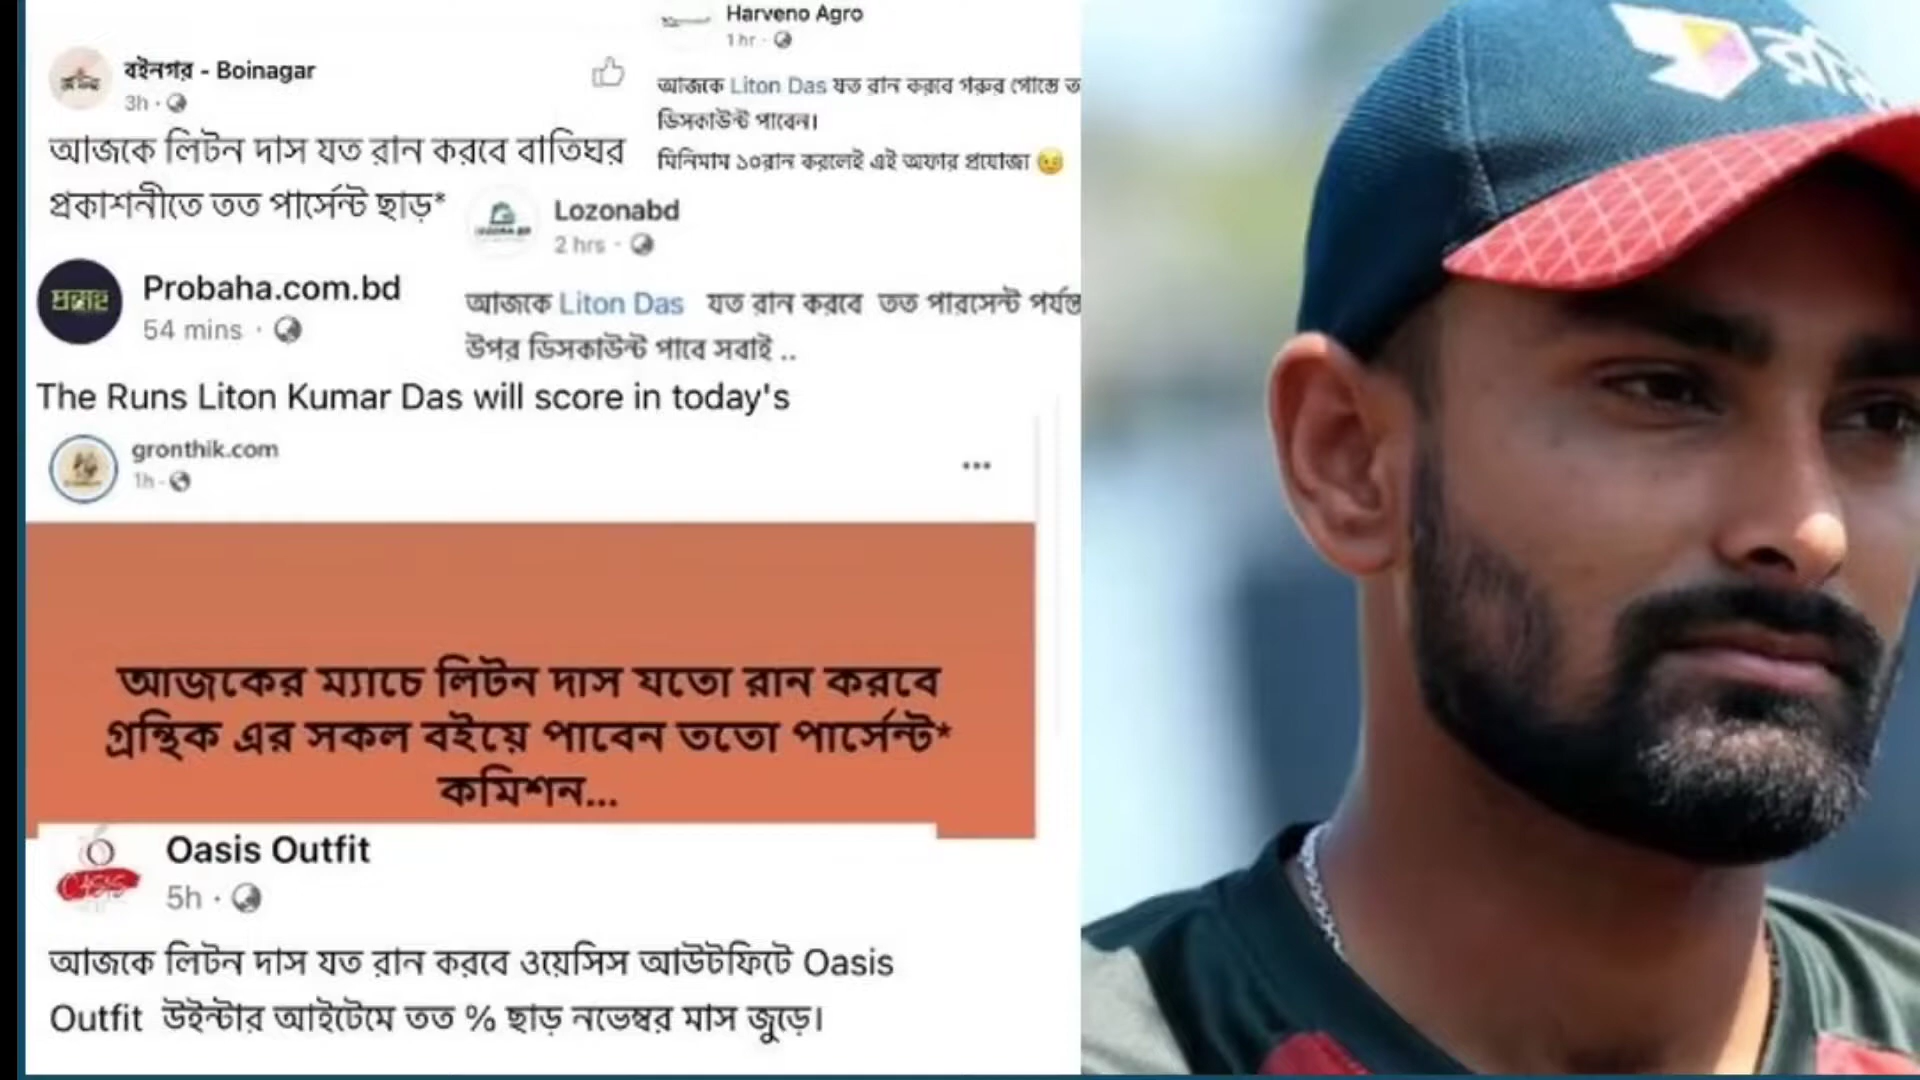 বইনগর - Boinagar
3h
আজকে লিটন দাস যত রান করবে বাতিঘর
প্রকাশনীতে তত পার্সেন্ট ছাড়*
Harveno Agro
1 hr
আজকে Liton Das যত রান করবে গরুর গোস্তে ত
ডিসকাউন্ট পাবেন।
মিনিমাম ১০রান করলেই এই অফার প্রযোজ্য 😉
Lozonabd
2 hrs
আজকে Liton Das যত রান করবে তত পারসেন্ট পর্যন্ত
উপর ডিসকাউন্ট পাবে সবাই ..
প্রবাহ
Probaha.com.bd
54 mins
The Runs Liton Kumar Das will score in today's
gronthik.com
1h
আজকের ম্যাচে লিটন দাস যতো রান করবে
গ্রন্থিক এর সকল বইয়ে পাবেন ততো পার্সেন্ট*
কমিশন...
OASIS
Oasis Outfit
5h
আজকে লিটন দাস যত রান করবে ওয়েসিস আউটফিটে Oasis
Outfit উইন্টার আইটেমে তত % ছাড় নভেম্বর মাস জুড়ে।